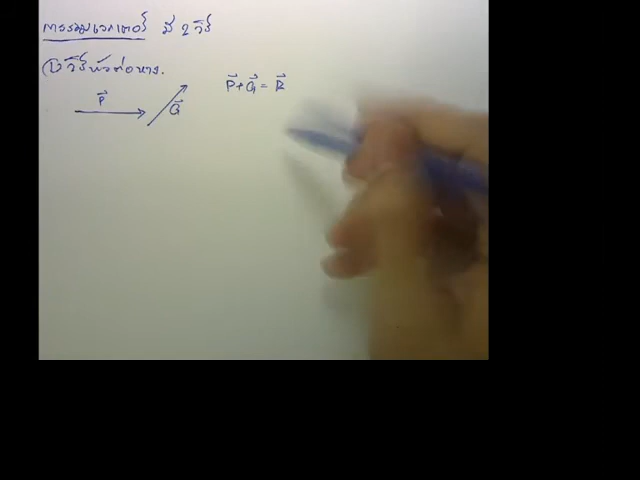 การรวมเวกเตอร์ มี 2 วิธี
① วิธีหัวต่อหาง.
P⃗ Q⃗ P⃗+Q⃗ = R⃗